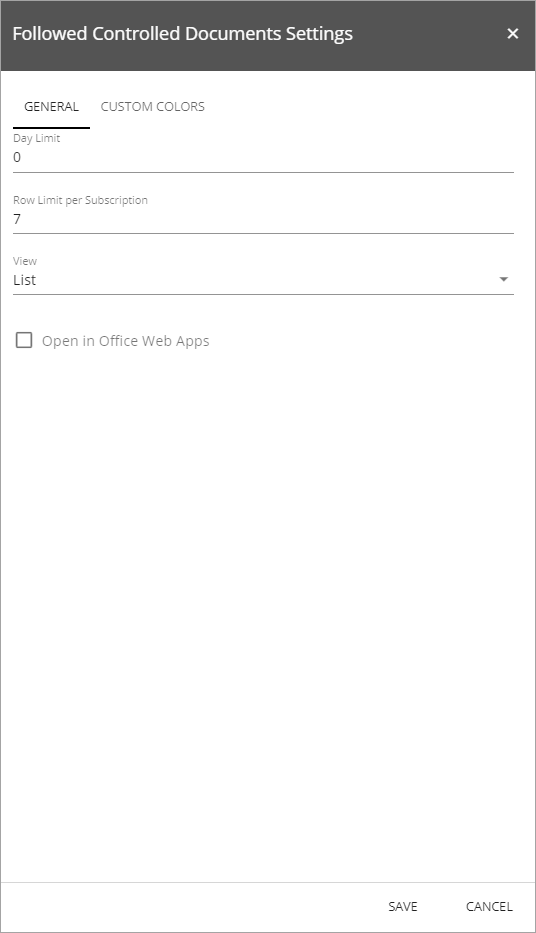 Followed Controlled Documents Settings
GENERAL CUSTOM COLORS
Day Limit
0
Row Limit per Subscription
7
View
List
Open in Office Web Apps
SAVE CANCEL